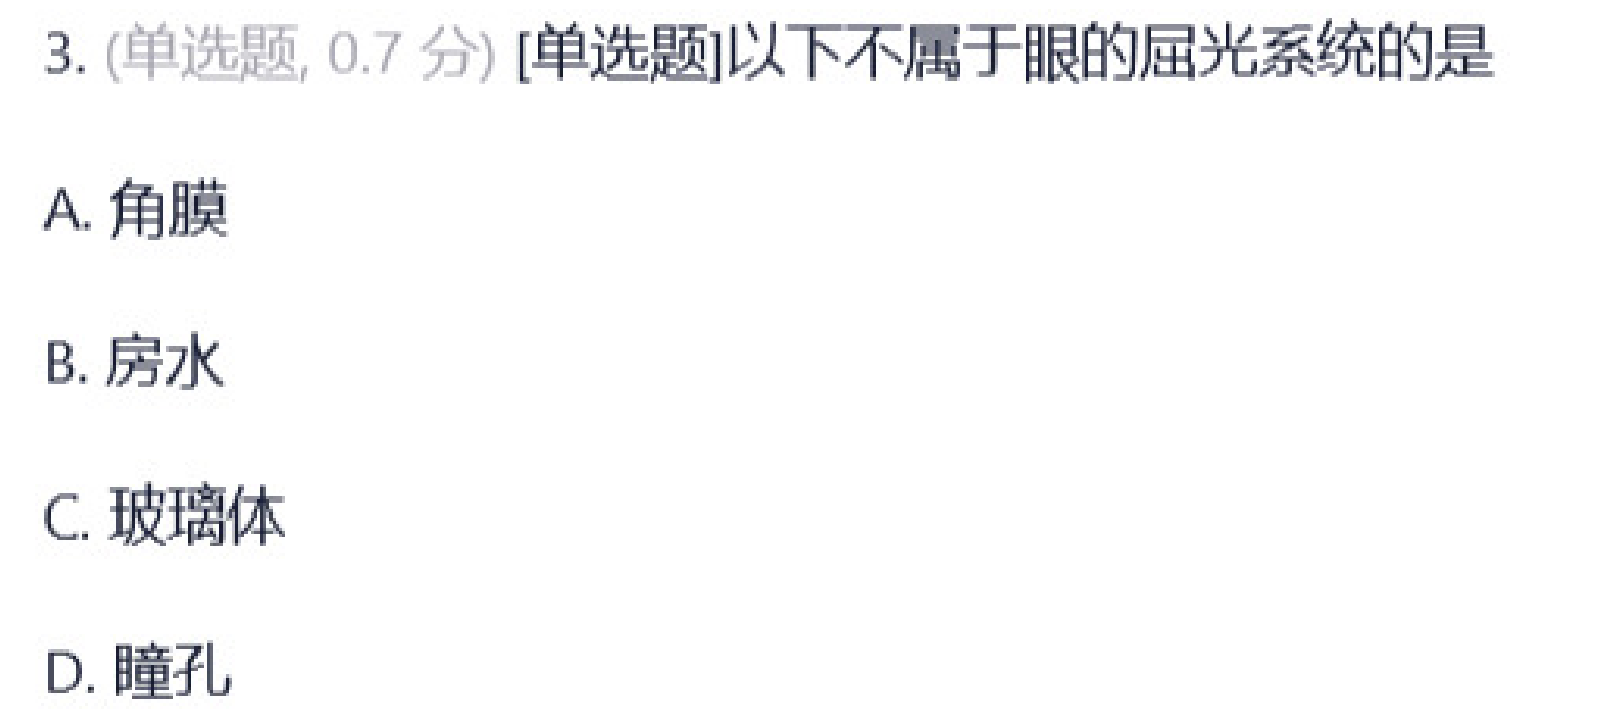 3. (单选题, 0.7 分) [单选题]以下不属于眼的屈光系统的是
A. 角膜
B. 房水
C. 玻璃体
D. 瞳孔